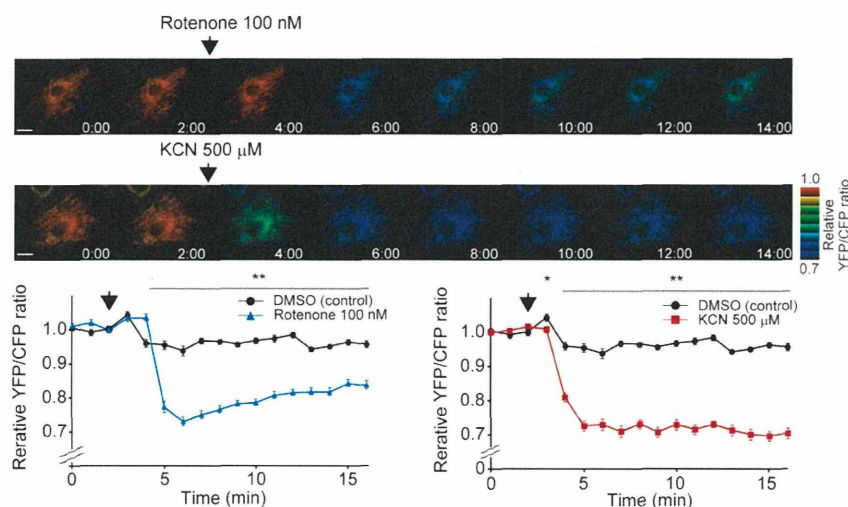 Rotenone 100 nM
0:00 2:00 4:00 6:00 8:00 10:00 12:00 14:00
KCN 500 μM
0:00 2:00 4:00 6:00 8:00 10:00 12:00 14:00
1.0
0.7
Relative
YFP/CFP ratio
**
DMSO (control)
Rotenone 100 nM
1.0
0.9
0.8
0.7
0
Rerative YFP/CFP ratio
0 5 10 15
Time (min)
* **
DMSO (control)
KCN 500 μM
1.0
0.9
0.8
0.7
0
Rerative YFP/CFP ratio
0 5 10 15
Time (min)